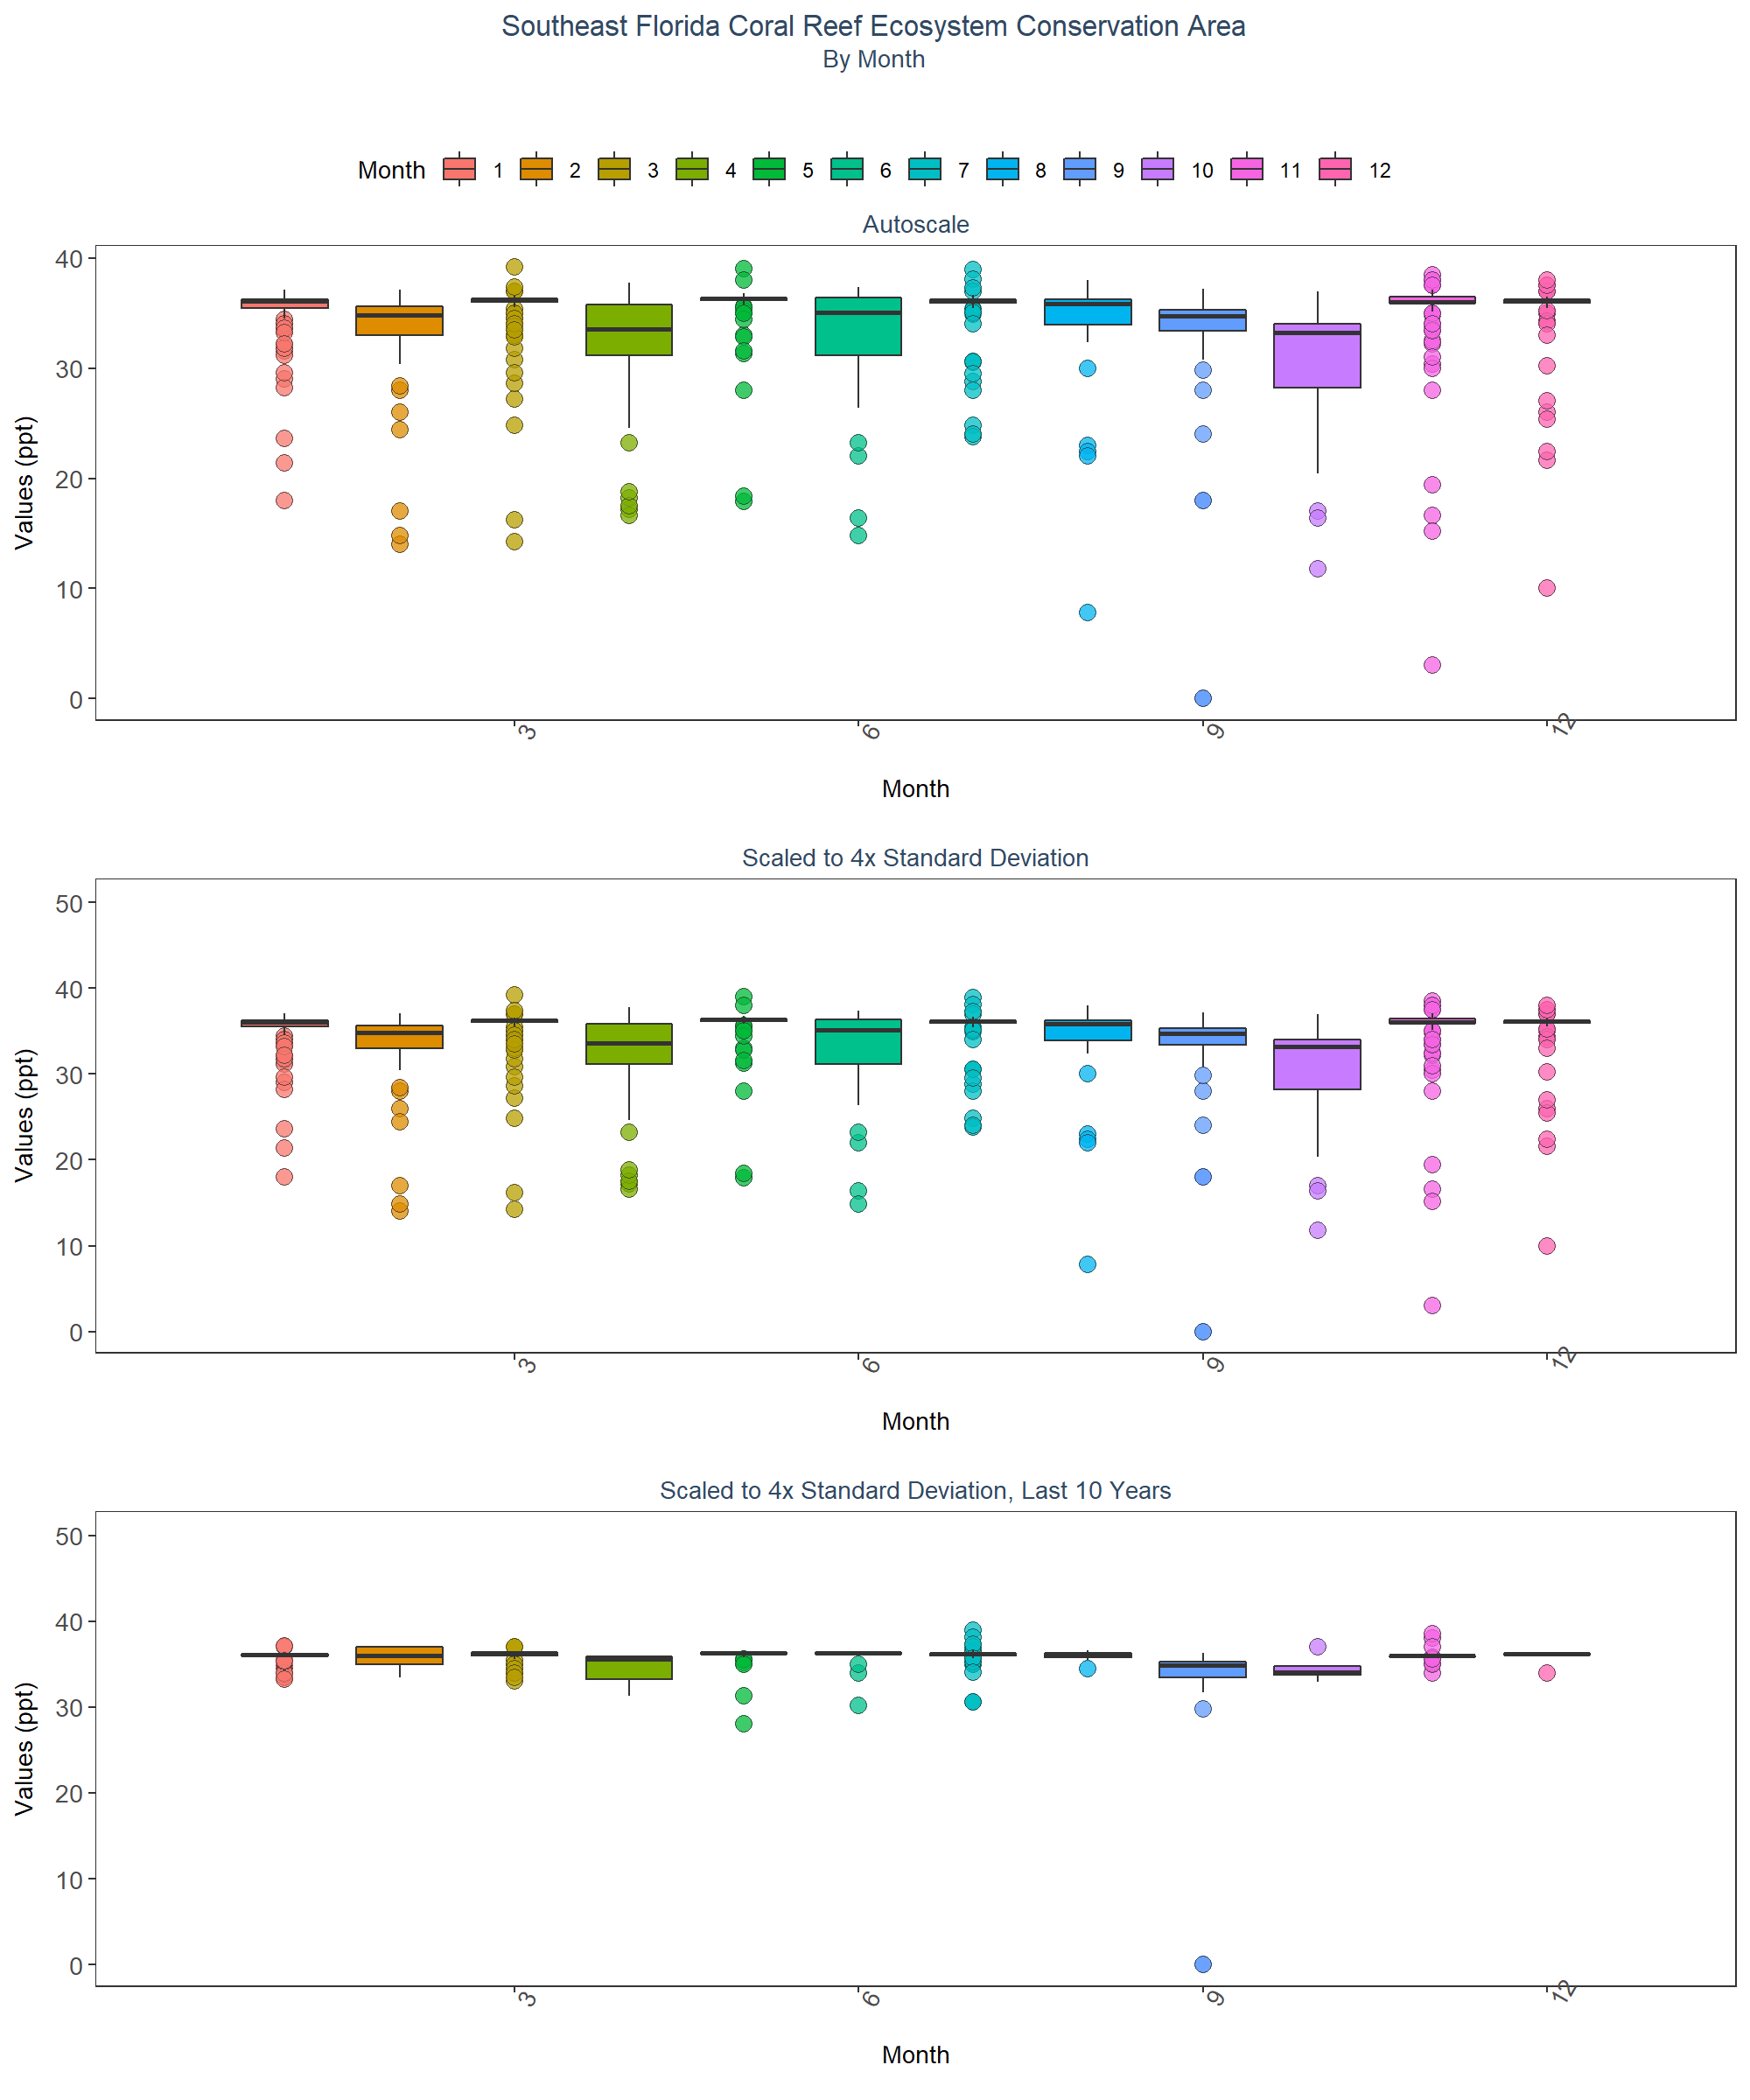 Southeast Florida Coral Reef Ecosystem Conservation Area
By Month
Month 1 2 3 4 5 6 7 8 9 10 11 12
Autoscale
Values (ppt)
40
30
20
10
0
3 6 9 12
Month
Scaled to 4x Standard Deviation
Values (ppt)
50
40
30
20
10
0
3 6 9 12
Month
Scaled to 4x Standard Deviation, Last 10 Years
Values (ppt)
50
40
30
20
10
0
3 6 9 12
Month